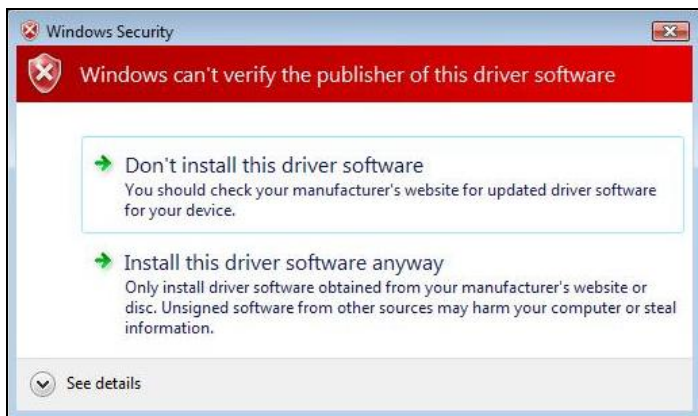 Windows Security
Windows can't verify the publisher of this driver software
Don't install this driver software
You should check your manufacturer's website for updated driver software
for your device.
Install this driver software anyway
Only install driver software obtained from your manufacturer's website or
disc. Unsigned software from other sources may harm your computer or steal
information.
See details